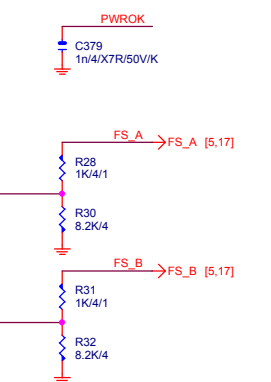 PWROK
C379
1n/4/X7R/50V/K
FS_A
FS_A [5,17]
R28
1K/4/1
R30
8.2K/4
FS_B
FS_B [5,17]
R31
1K/4/1
R32
8.2K/4